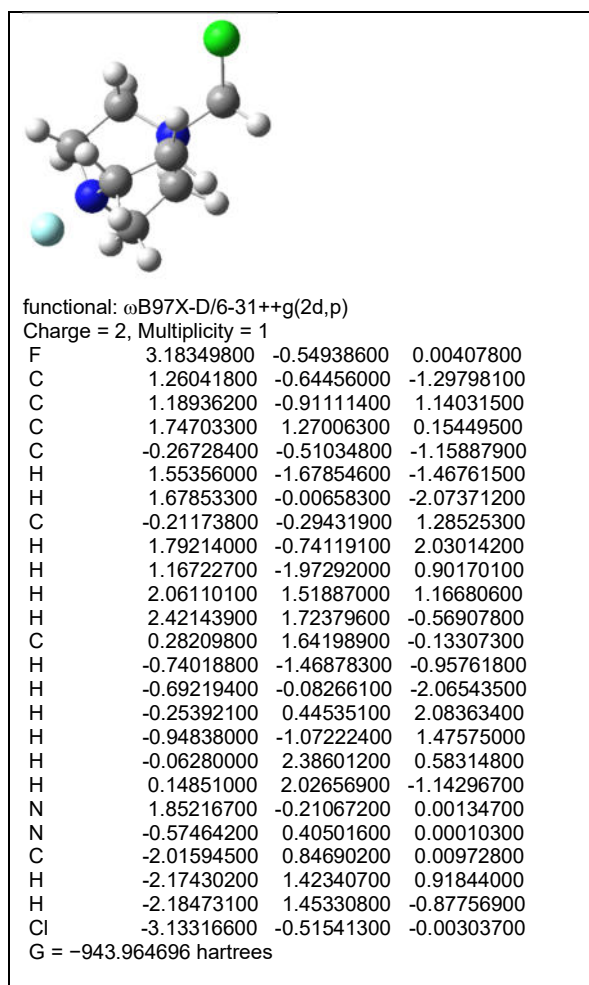 functional: ωB97X-D/6-31++g(2d,p)
Charge = 2, Multiplicity = 1
F 3.18349800 -0.54938600 0.00407800
C 1.26041800 -0.64456000 -1.29798100
C 1.18936200 -0.91111400 1.14031500
C 1.74703300 1.27006300 0.15449500
C -0.26728400 -0.51034800 -1.15887900
H 1.55356000 -1.67854600 -1.46761500
H 1.67853300 -0.00658300 -2.07371200
C -0.21173800 -0.29431900 1.28525300
H 1.79214000 -0.74119100 2.03014200
H 1.16722700 -1.97292000 0.90170100
H 2.06110100 1.51887000 1.16680600
H 2.42143900 1.72379600 -0.56907800
C 0.28209800 1.64198900 -0.13307300
H -0.74018800 -1.46878300 -0.95761800
H -0.69219400 -0.08266100 -2.06543500
H -0.25392100 0.44535100 2.08363400
H -0.94838000 -1.07222400 1.47575000
H -0.06280000 2.38601200 0.58314800
H 0.14851000 2.02656900 -1.14296700
N 1.85216700 -0.21067200 0.00134700
N -0.57464200 0.40501600 0.00010300
C -2.01594500 0.84690200 0.00972800
H -2.17430200 1.42340700 0.91844000
H -2.18473100 1.45330800 -0.87756900
Cl -3.13316600 -0.51541300 -0.00303700
G = −943.964696 hartrees